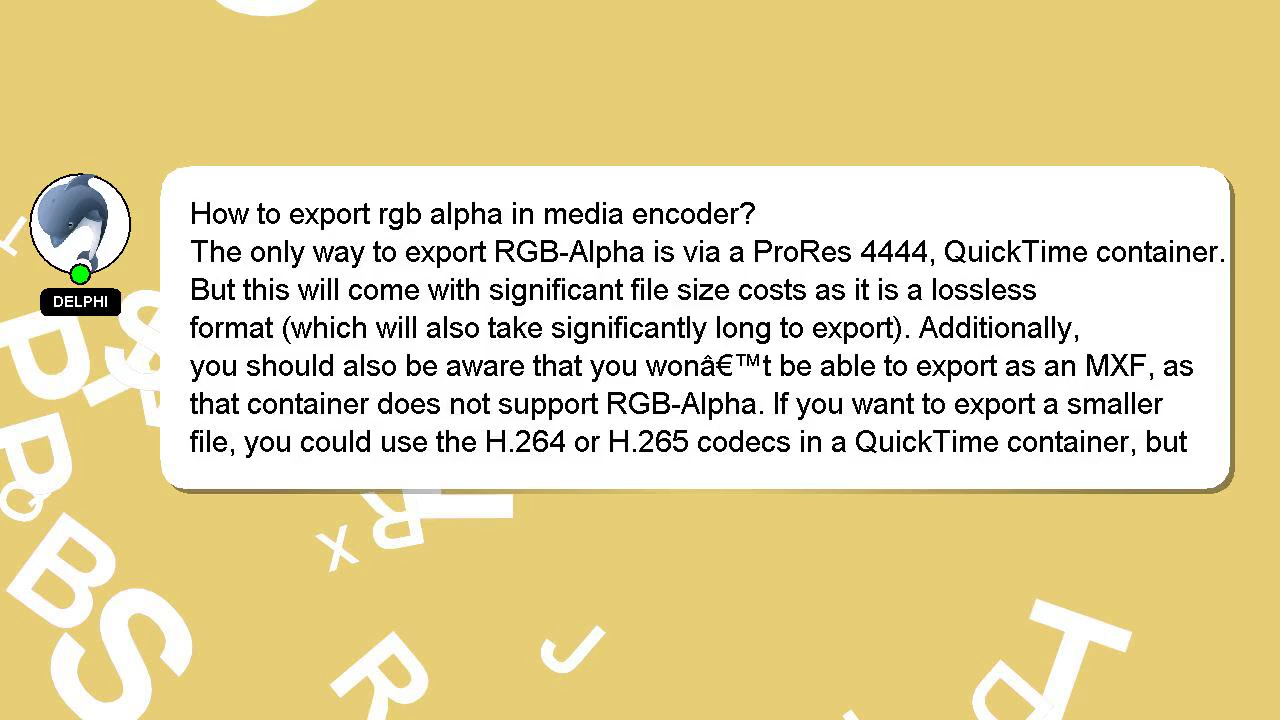 How to export rgb alpha in media encoder?
The only way to export RGB-Alpha is via a ProRes 4444, QuickTime container.
But this will come with significant file size costs as it is a lossless
format (which will also take significantly long to export). Additionally,
you should also be aware that you wonâ€™t be able to export as an MXF, as
that container does not support RGB-Alpha. If you want to export a smaller
file, you could use the H.264 or H.265 codecs in a QuickTime container, but
DELPHI